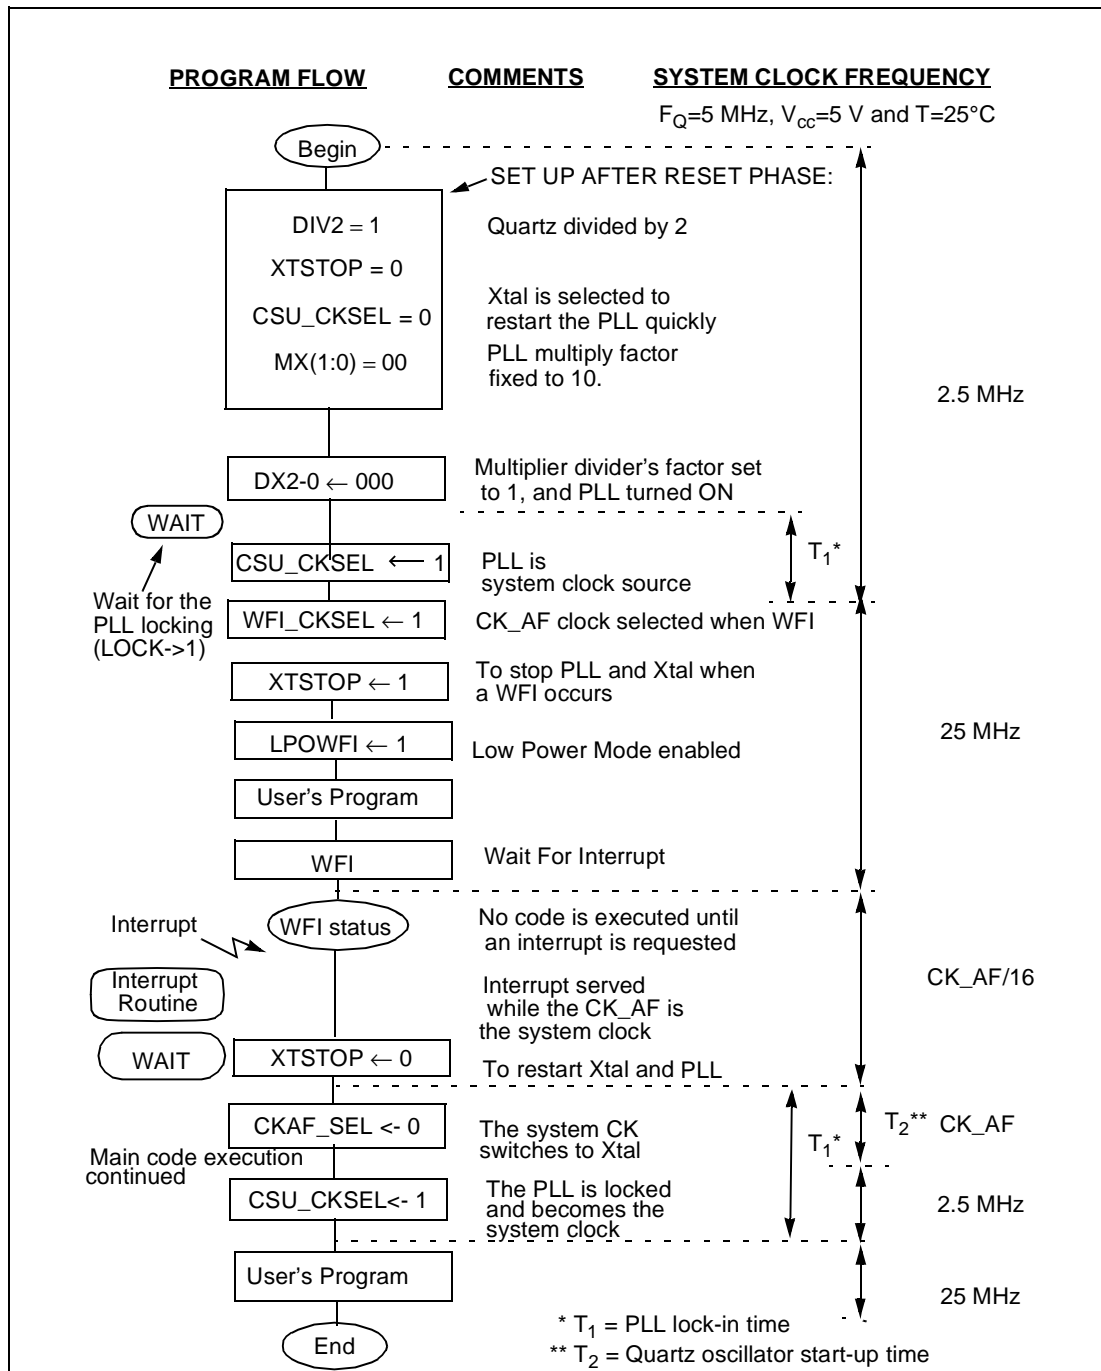 PROGRAM FLOW COMMENTS SYSTEM CLOCK FREQUENCY
FQ=5 MHz, Vcc=5 V and T=25°C
Begin
SET UP AFTER RESET PHASE:
DIV2 = 1
Quartz divided by 2
XTSTOP = 0
CSU_CKSEL = 0
Xtal is selected to
restart the PLL quickly
MX(1:0) = 00
PLL multiply factor
fixed to 10.
2.5 MHz
DX2-0 ← 000
Multiplier divider's factor set
to 1, and PLL turned ON
WAIT
T1*
CSU_CKSEL ← 1
PLL is
system clock source
Wait for the
PLL locking
(LOCK->1)
WFI_CKSEL ← 1
CK_AF clock selected when WFI
XTSTOP ← 1
To stop PLL and Xtal when
a WFI occurs
25 MHz
LPOWFI ← 1
Low Power Mode enabled
User's Program
WFI
Wait For Interrupt
Interrupt
WFI status
No code is executed until
an interrupt is requested
CK_AF/16
Interrupt
Routine
Interrupt served
while the CK_AF is
the system clock
WAIT
XTSTOP ← 0
To restart Xtal and PLL
CKAF_SEL <- 0
The system CK
switches to Xtal
T1*
T2** CK_AF
Main code execution
continued
CSU_CKSEL<- 1
The PLL is locked
and becomes the
system clock
2.5 MHz
User's Program
25 MHz
End
* T1 = PLL lock-in time
** T2 = Quartz oscillator start-up time